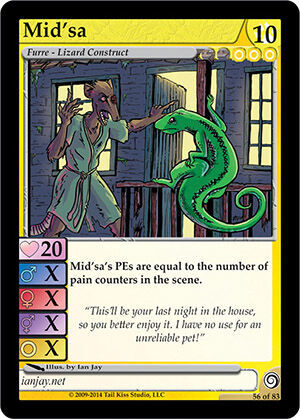 Mid'sa
10
Furre - Lizard Construct
20
X
X
X
X
Mid'sa's PEs are equal to the number of
pain counters in the scene.
"This'll be your last night in the house,
so you better enjoy it. I have no use for an
unreliable pet!"
Illus. by Ian Jay
ianjay.net
© 2009-2014 Tail Kiss Studio, LLC
56 of 83